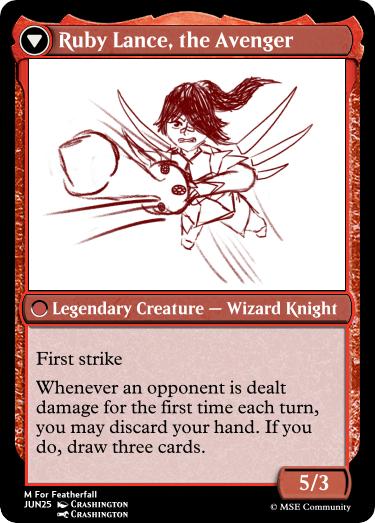 Ruby Lance, the Avenger
Legendary Creature — Wizard Knight
First strike
Whenever an opponent is dealt
damage for the first time each turn,
you may discard your hand. If you
do, draw three cards.
5/3
M For Featherfall
JUN25 Crashington
Crashington
© MSE Community